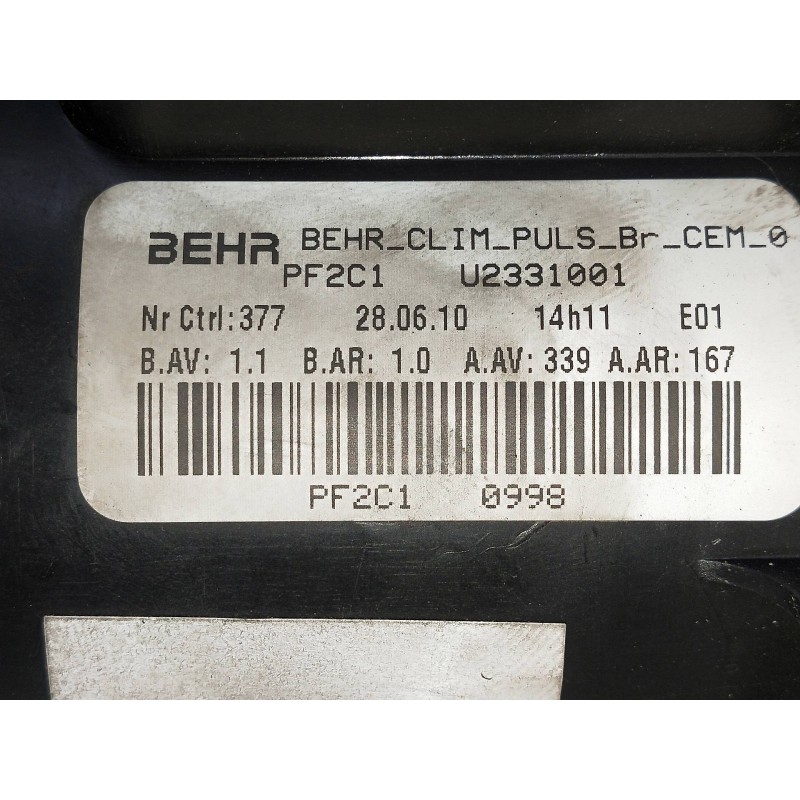 BEHR BEHR_CLIM_PULS_Br_CEM_0
PF2C1 U2331001
Nr Ctrl:377 28.06.10 14h11 E01
B.AV: 1.1 B.AR: 1.0 A.AV: 339 A.AR: 167
PF2C1 0998